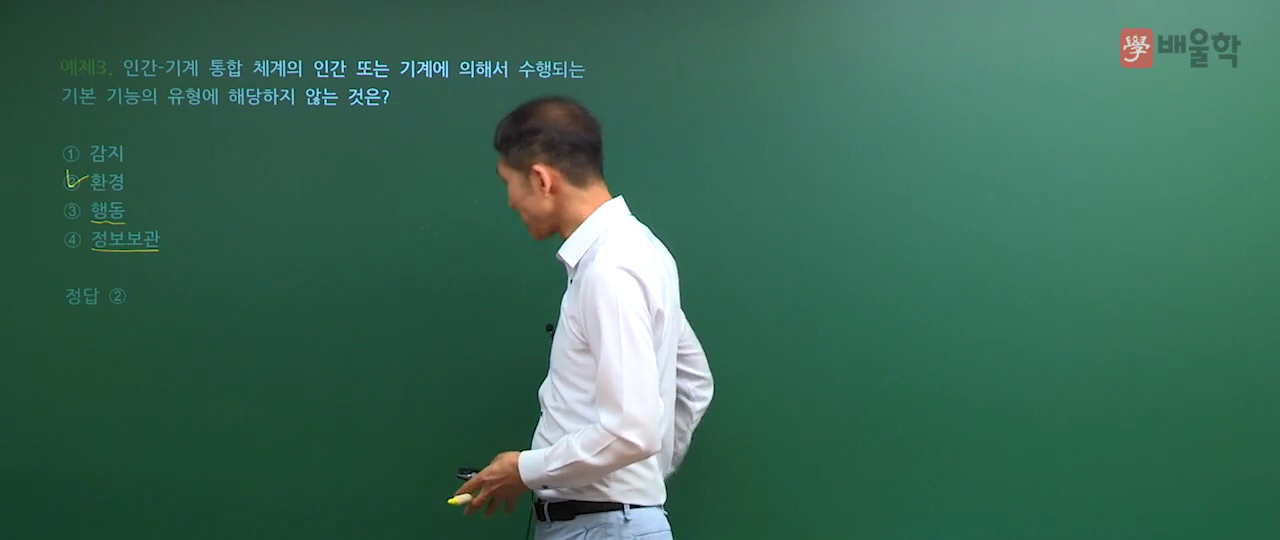 學 배울학
예제3. 인간-기계 통합 체계의 인간 또는 기계에 의해서 수행되는
기본 기능의 유형에 해당하지 않는 것은?
① 감지
② 환경
③ 행동
④ 정보보관
정답 ②